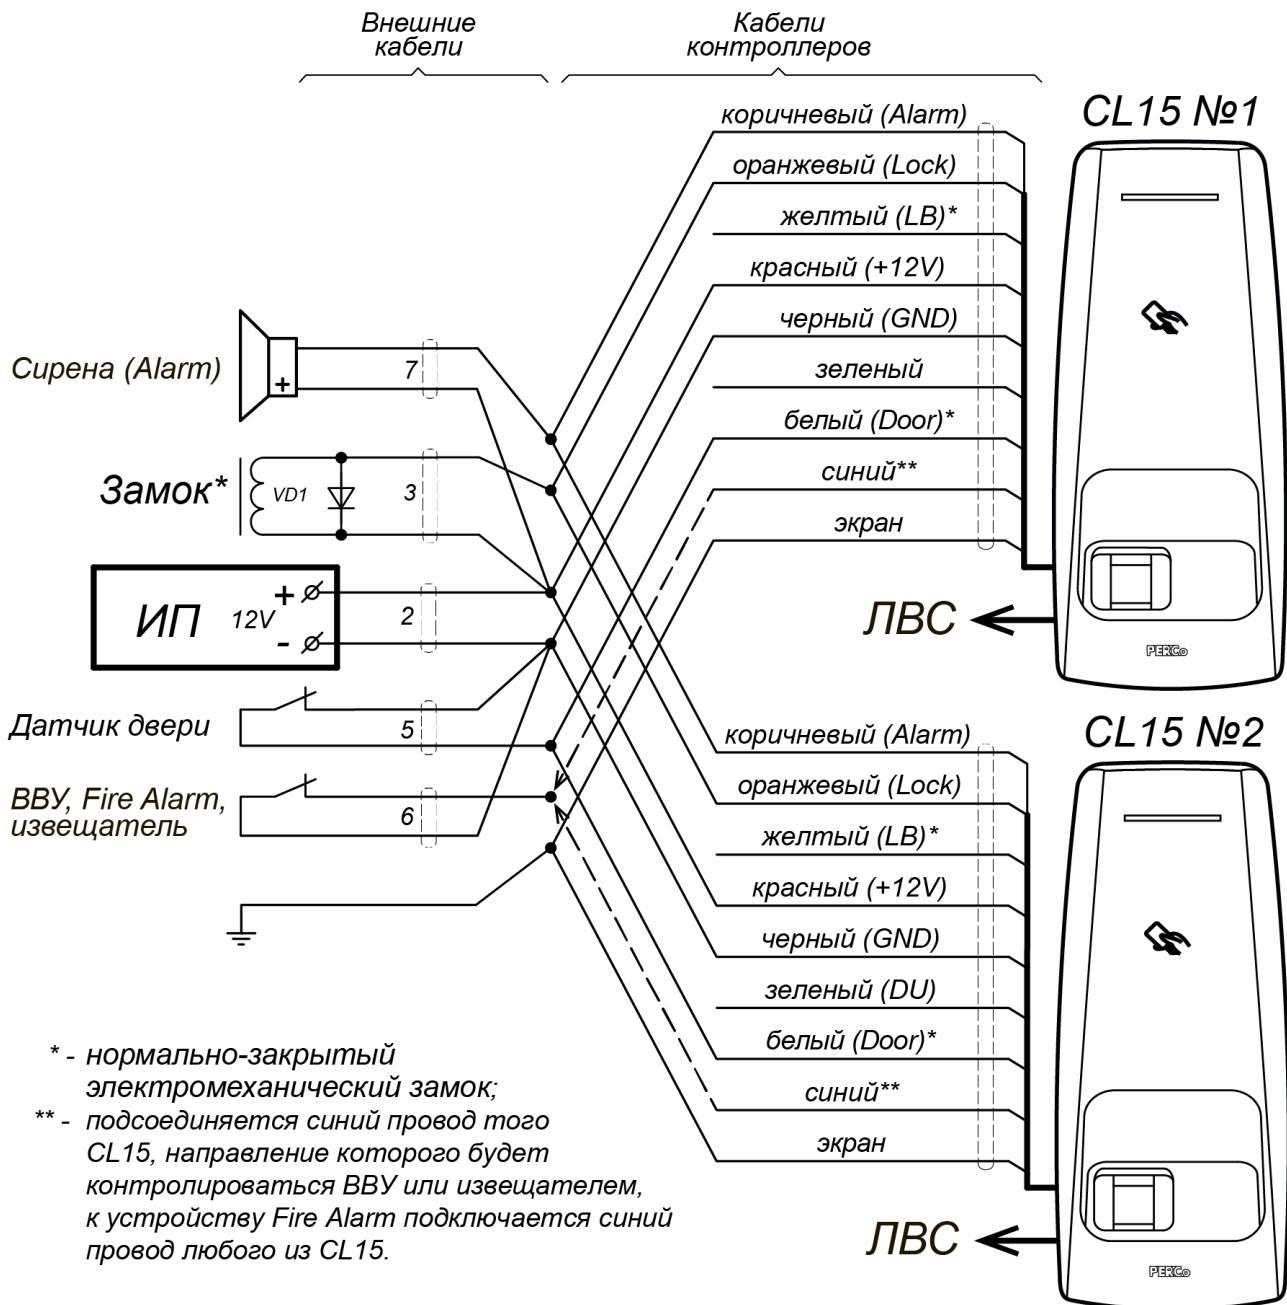 Внешние
кабели
Кабели
контроллеров
CL15 №1
коричневый (Alarm)
оранжевый (Lock)
желтый (LB)*
красный (+12V)
черный (GND)
зеленый
белый (Door)*
синий**
экран
ЛВС
PERCo
Сирена (Alarm)
+
7
Замок*
VD1
3
ИП
12V
+
-
2
Датчик двери
5
ВВУ, Fire Alarm,
извещатель
6
CL15 №2
коричневый (Alarm)
оранжевый (Lock)
желтый (LB)*
красный (+12V)
черный (GND)
зеленый (DU)
белый (Door)*
синий**
экран
ЛВС
PERCo
* - нормально-закрытый
электромеханический замок;
** - подсоединяется синий провод того
CL15, направление которого будет
контролироваться ВВУ или извещателем,
к устройству Fire Alarm подключается синий
провод любого из CL15.